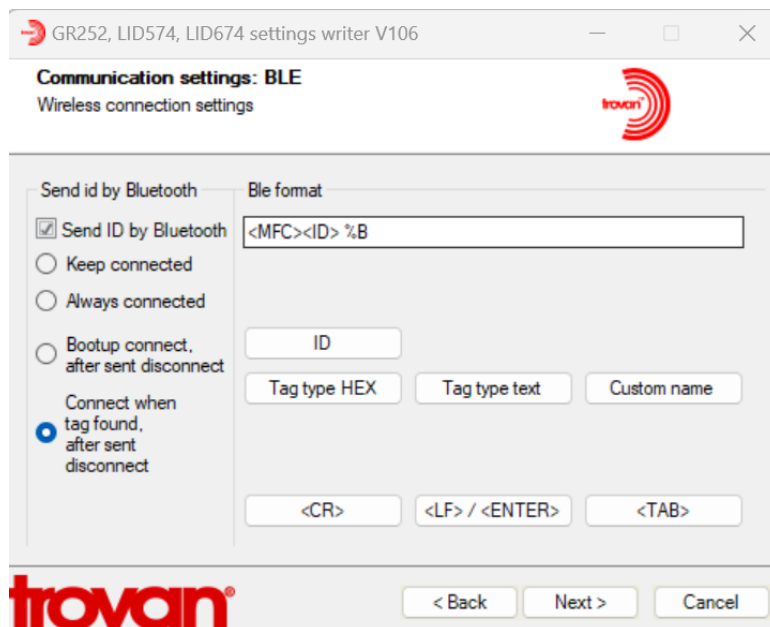 GR252, LID574, LID674 settings writer V106
Communication settings: BLE
Wireless connection settings
trovan™
Send id by Bluetooth
Ble format
Send ID by Bluetooth
<MFC><ID> %B
Keep connected
Always connected
Bootup connect,
after sent disconnect
Connect when
tag found,
after sent
disconnect
ID
Tag type HEX
Tag type text
Custom name
<CR>
<LF> / <ENTER>
<TAB>
trovan®
< Back
Next >
Cancel